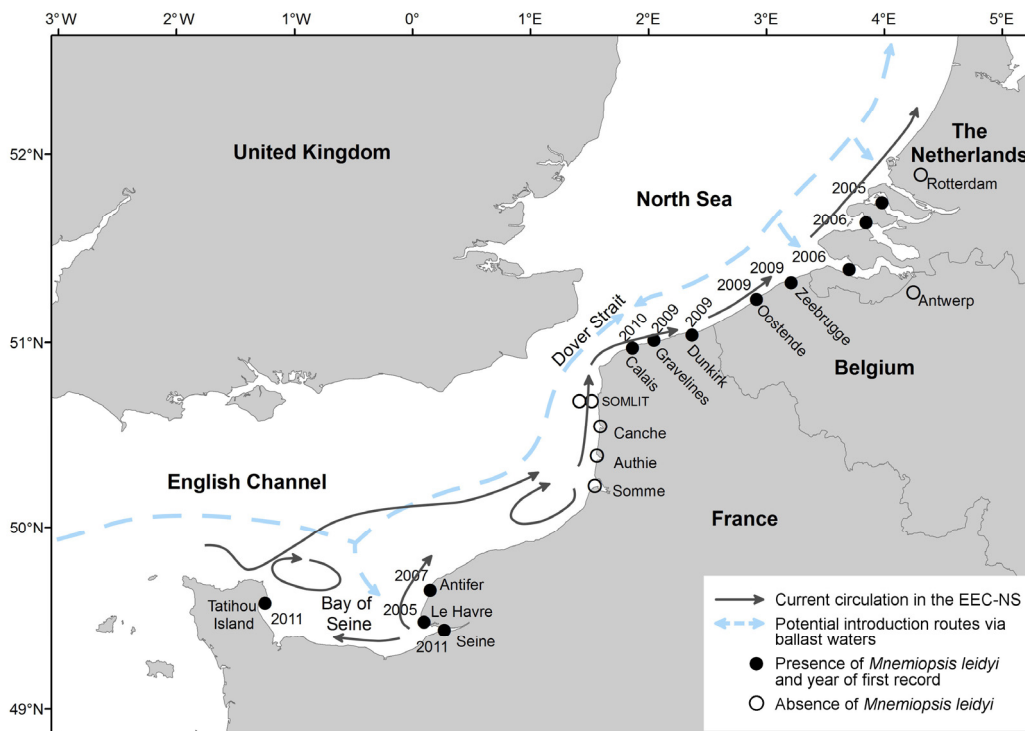 3°W
2°W
1°W
0°
1°E
2°E
3°E
4°E
5°E
52°N
51°N
50°N
49°N
United Kingdom
The
Netherlands
Rotterdam
2005
North Sea
2006
2006
2009
2009
Antwerp
Zeebrugge
Oostende
Dover Strait
2010
2009
2009
Calais
Gravelines
Dunkirk
Belgium
SOMLIT
Canche
Authie
Somme
English Channel
France
2007
Antifer
Tatihou
Island
2011
Bay of
Seine
2005
Le Havre
2011
Seine
Current circulation in the EEC-NS
Potential introduction routes via
ballast waters
Presence of Mnemiopsis leidyi
and year of first record
Absence of Mnemiopsis leidyi